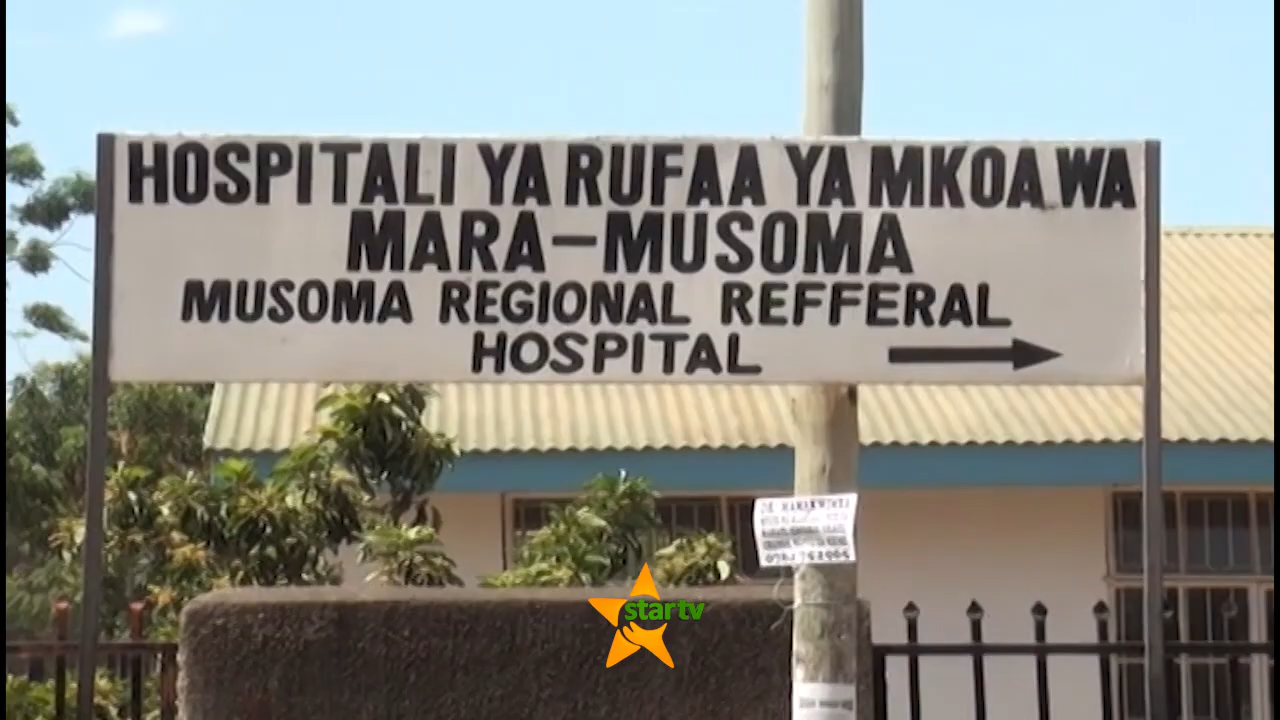 HOSPITALI YA RUFAA YA MKOA WA
MARA-MUSOMA
MUSOMA REGIONAL REFFERAL
HOSPITAL
startv